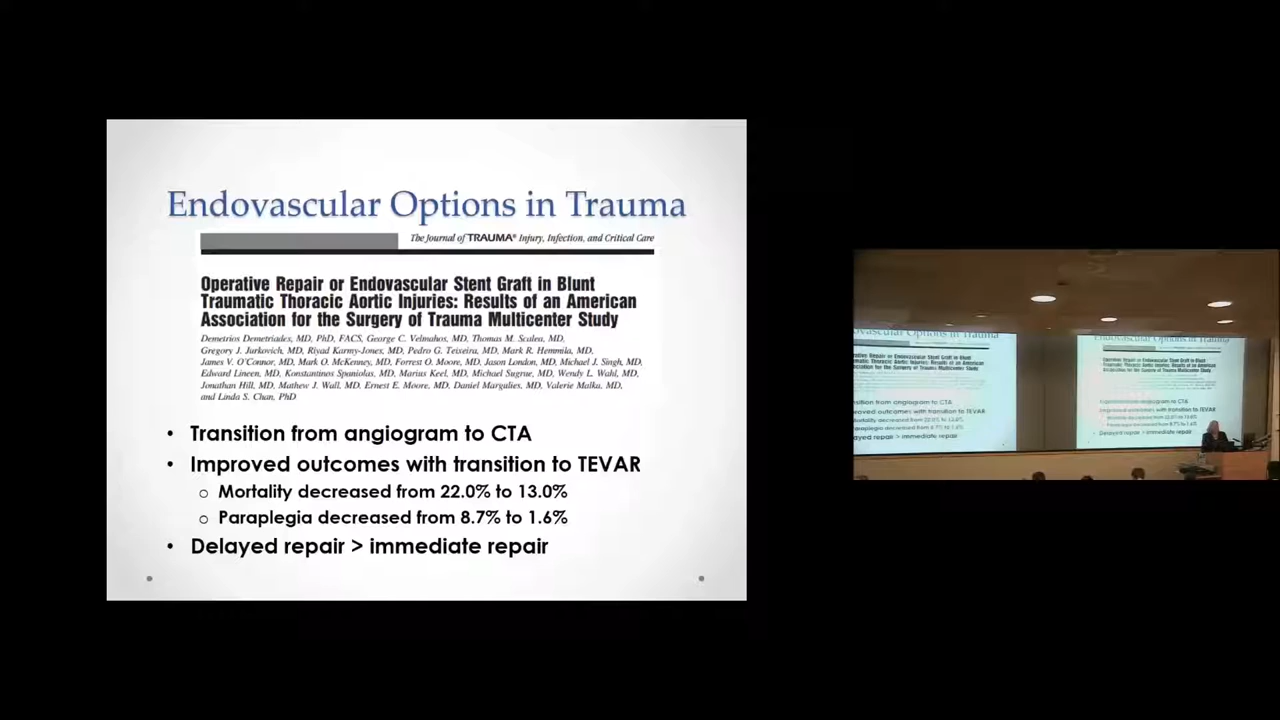 Endovascular Options in Trauma
The Journal of TRAUMA® Injury, Infection, and Critical Care
Operative Repair or Endovascular Stent Graft in Blunt
Traumatic Thoracic Aortic Injuries: Results of an American
Association for the Surgery of Trauma Multicenter Study
Demetrios Demetriades, MD, PhD, FACS, George C. Velmahos, MD, Thomas M. Scalea, MD,
Gregory J. Jurkovich, MD, Riyad Karmy-Jones, MD, Pedro G. Teixeira, MD, Mark R. Hemmila, MD,
James V. O'Connor, MD, Mark O. McKenney, MD, Forrest O. Moore, MD, Jason London, MD, Michael J. Singh, MD,
Edward Lineen, MD, Konstantinos Spaniolas, MD, Marius Keel, MD, Michael Sugrue, MD, Wendy L. Wahl, MD,
Jonathan Hill, MD, Mathew J. Wall, MD, Ernest E. Moore, MD, Daniel Margulies, MD, Valerie Malka, MD,
and Linda S. Chan, PhD
• Transition from angiogram to CTA
• Improved outcomes with transition to TEVAR
o Mortality decreased from 22.0% to 13.0%
o Paraplegia decreased from 8.7% to 1.6%
• Delayed repair > immediate repair